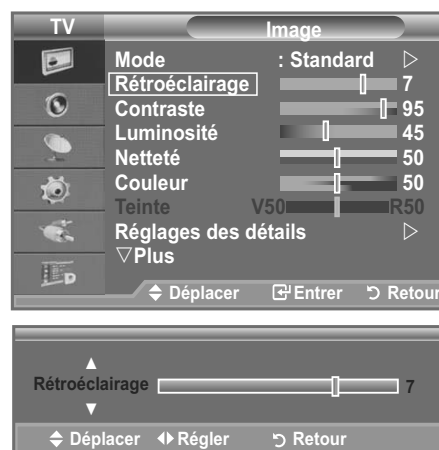 TV Image
Mode : Standard ▷
Rétroéclairage 7
Contraste 95
Luminosité 45
Netteté 50
Couleur 50
Teinte V50 R50
Réglages des détails ▷
▽Plus
Déplacer Entrer Retour
Rétroéclairage 7
Déplacer Régler Retour